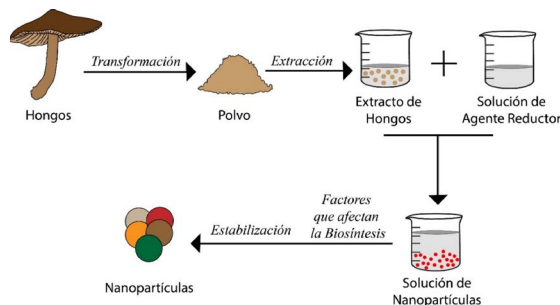 Transformación
Extracción
Hongos
Polvo
Extracto de
Hongos
Solución de
Agente Reductor
Factores
que afectan
la Biosíntesis
Estabilización
Nanopartículas
Solución de
Nanopartículas